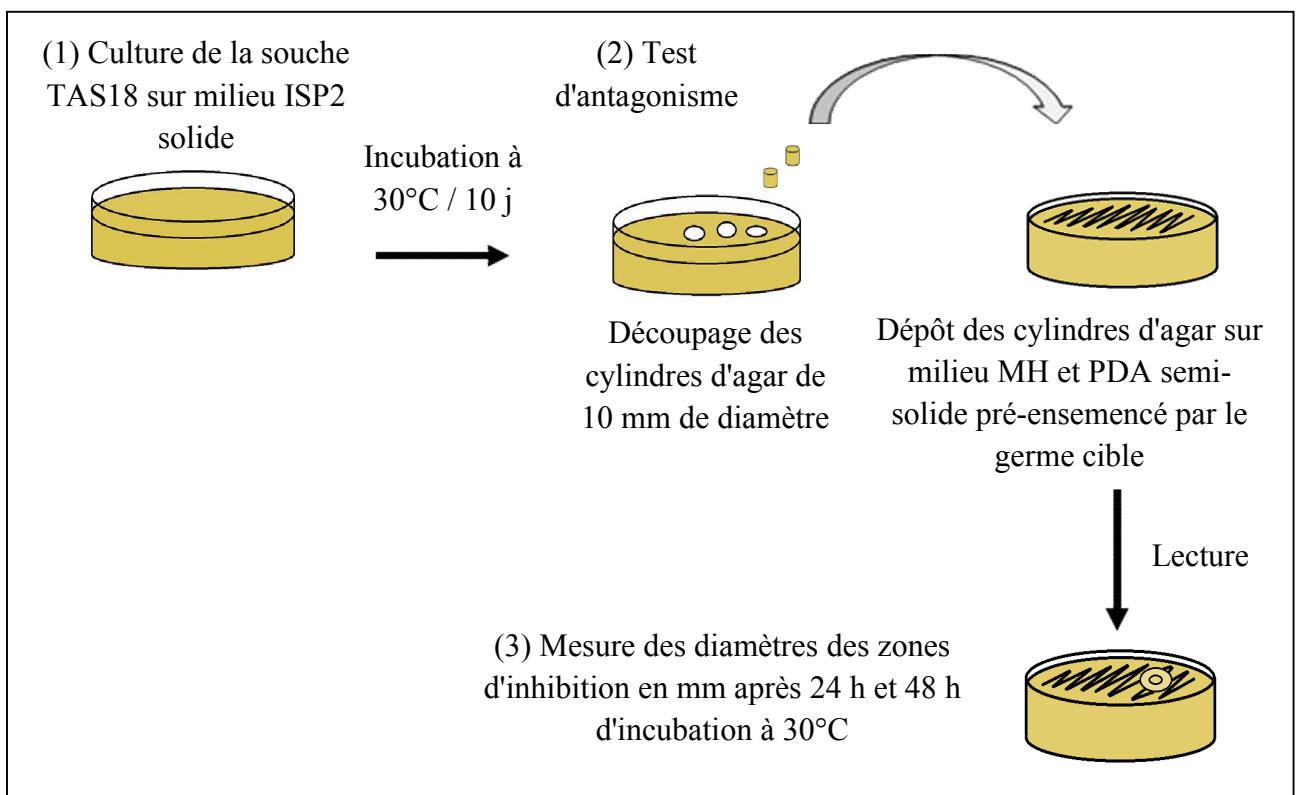 (1) Culture de la souche
TAS18 sur milieu ISP2
solide
Incubation à
30°C / 10 j
(2) Test
d'antagonisme
Découpage des
cylindres d'agar de
10 mm de diamètre
Dépôt des cylindres d'agar sur
milieu MH et PDA semi-
solide pré-ensemencé par le
germe cible
Lecture
(3) Mesure des diamètres des zones
d'inhibition en mm après 24 h et 48 h
d'incubation à 30°C